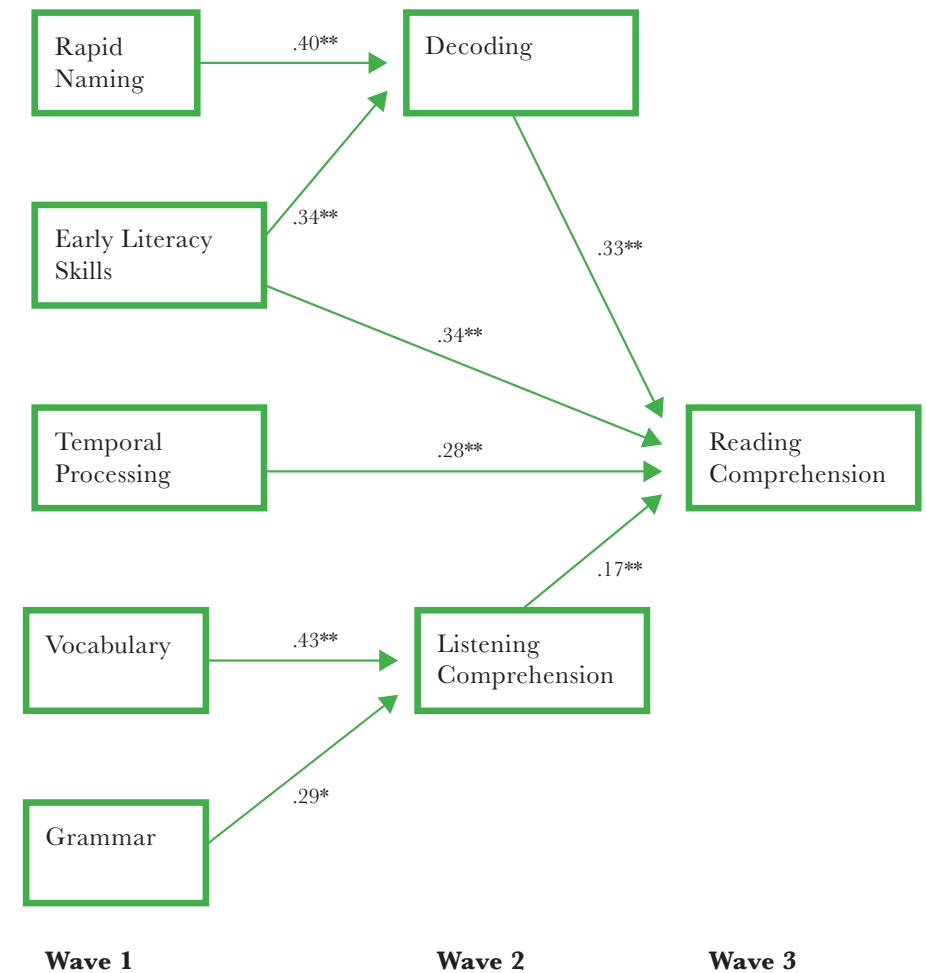 Rapid
Naming
.40**
Decoding
Early Literacy
Skills
.34**
.33**
.34**
Temporal
Processing
.28**
Reading
Comprehension
.17**
Vocabulary
.43**
Listening
Comprehension
.29*
Grammar
Wave 1
Wave 2
Wave 3